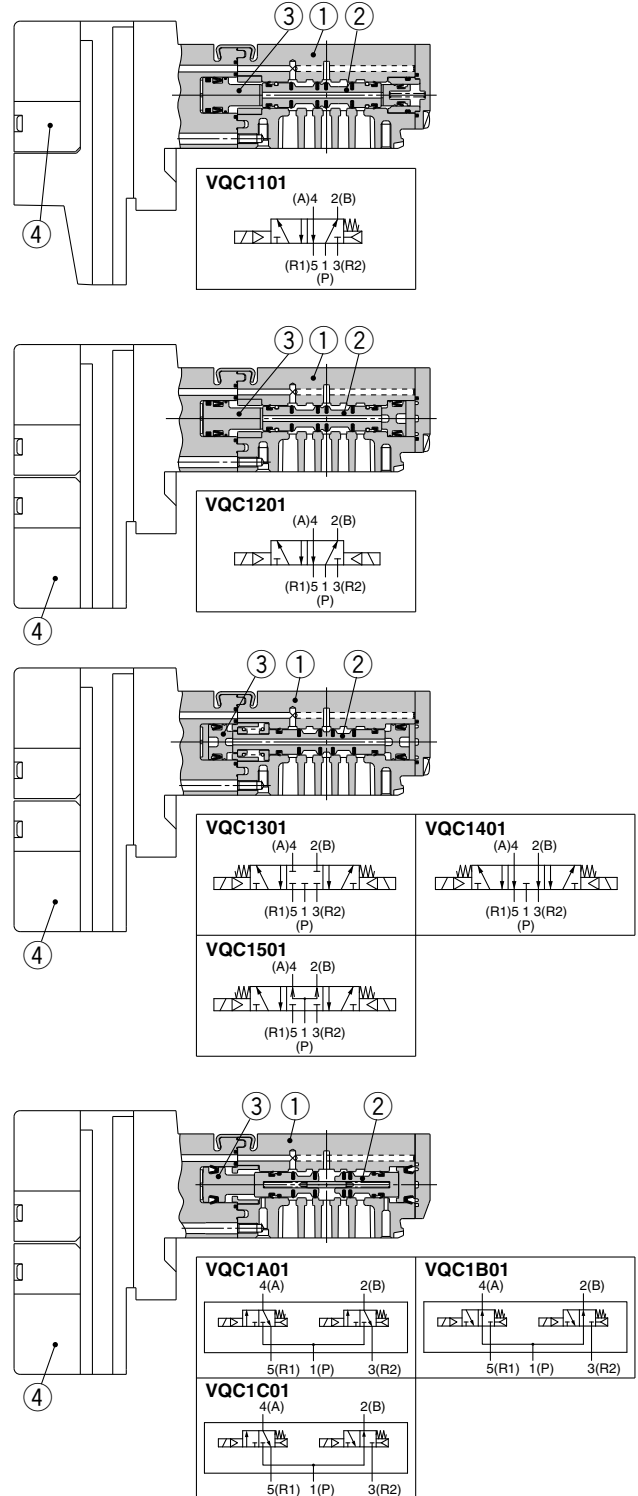 ③ ① ②
④
VQC1101
(A)4 2(B)
(R1)5 1 3(R2)
(P)
③ ① ②
④
VQC1201
(A)4 2(B)
(R1)5 1 3(R2)
(P)
③ ① ②
④
VQC1301
(A)4 2(B)
(R1)5 1 3(R2)
(P)
VQC1401
(A)4 2(B)
(R1)5 1 3(R2)
(P)
VQC1501
(A)4 2(B)
(R1)5 1 3(R2)
(P)
③ ① ②
④
VQC1A01
4(A) 2(B)
5(R1) 1(P) 3(R2)
VQC1B01
4(A) 2(B)
5(R1) 1(P) 3(R2)
VQC1C01
4(A) 2(B)
5(R1) 1(P) 3(R2)